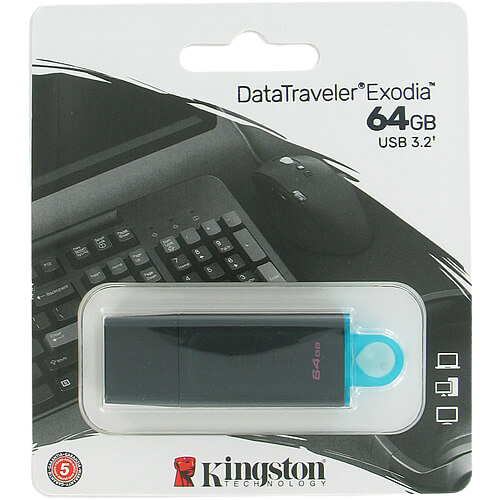 DataTraveler® Exodia™
64GB
USB 3.2¹
64GB
5
Kingston
TECHNOLOGY